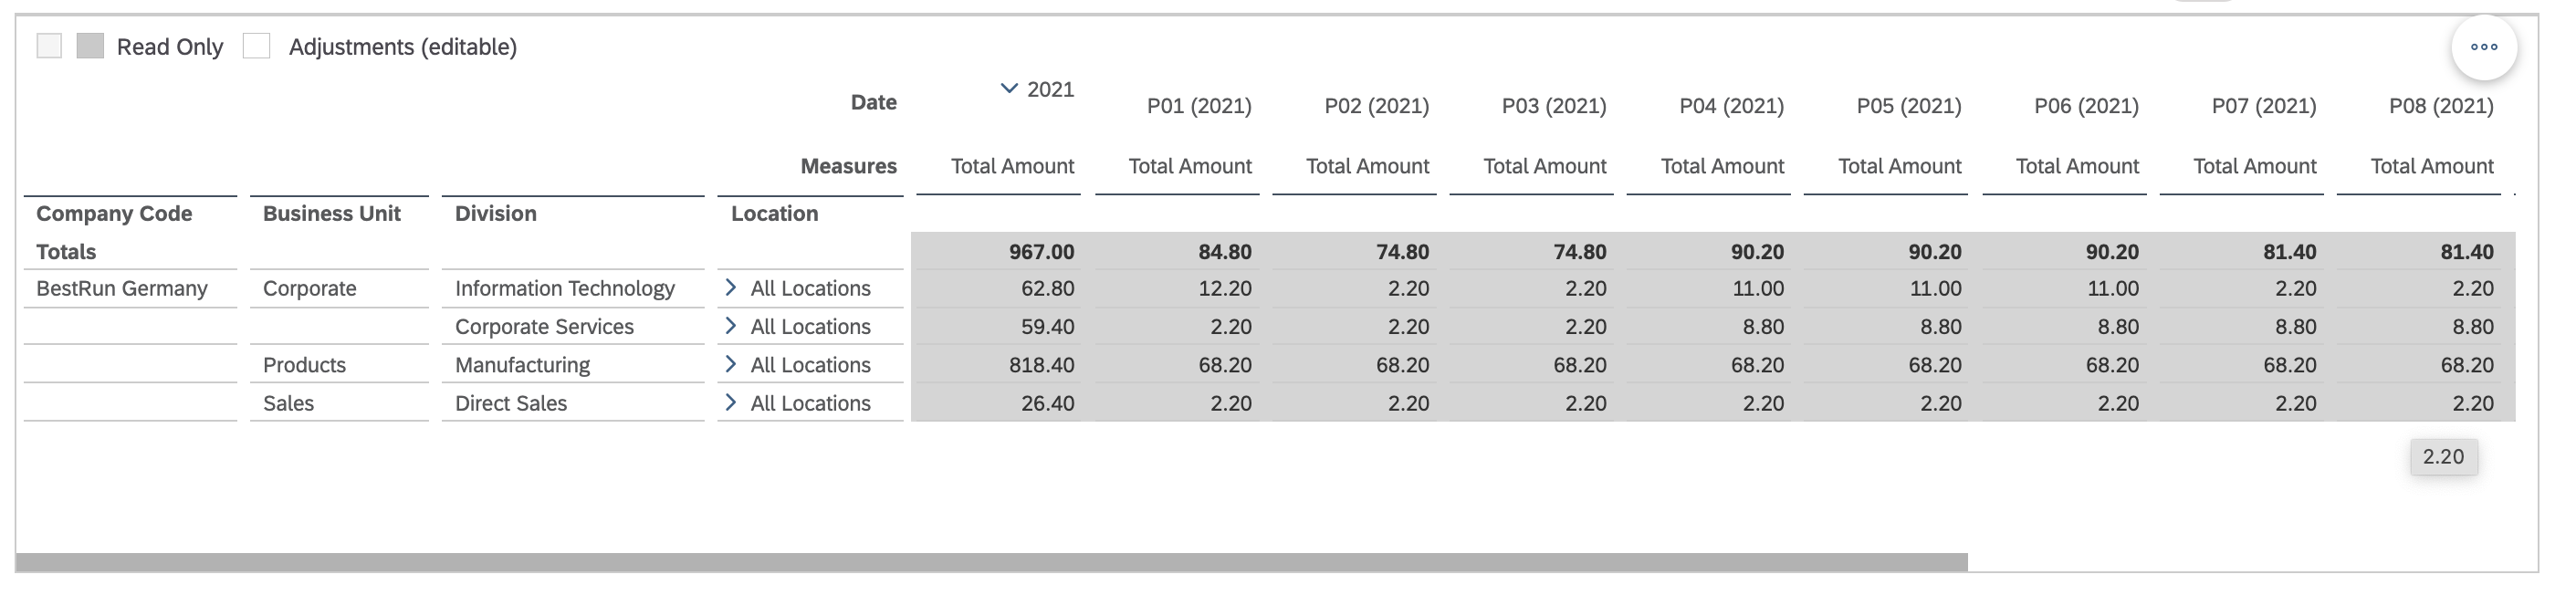 Read Only Adjustments (editable)
Date 2021 P01 (2021) P02 (2021) P03 (2021) P04 (2021) P05 (2021) P06 (2021) P07 (2021) P08 (2021)
Measures Total Amount Total Amount Total Amount Total Amount Total Amount Total Amount Total Amount Total Amount Total Amount
Company Code Business Unit Division Location
Totals 967.00 84.80 74.80 74.80 90.20 90.20 90.20 81.40 81.40
BestRun Germany Corporate Information Technology All Locations 62.80 12.20 2.20 2.20 11.00 11.00 11.00 2.20 2.20
Corporate Services All Locations 59.40 2.20 2.20 2.20 8.80 8.80 8.80 8.80 8.80
Products Manufacturing All Locations 818.40 68.20 68.20 68.20 68.20 68.20 68.20 68.20 68.20
Sales Direct Sales All Locations 26.40 2.20 2.20 2.20 2.20 2.20 2.20 2.20 2.20
2.20